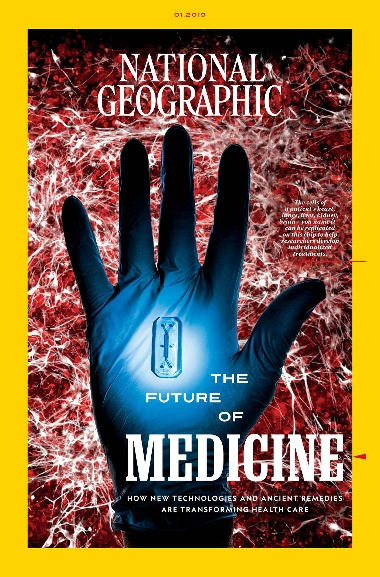 01.2019
NATIONAL
GEOGRAPHIC
The cells of
a patient's heart,
lungs, liver, kidney,
brain—you name it—
can be replicated
on this chip to help
researchers develop
individualized
treatments.
THE
FUTURE
OF
MEDICINE
HOW NEW TECHNOLOGIES AND ANCIENT REMEDIES
ARE TRANSFORMING HEALTH CARE